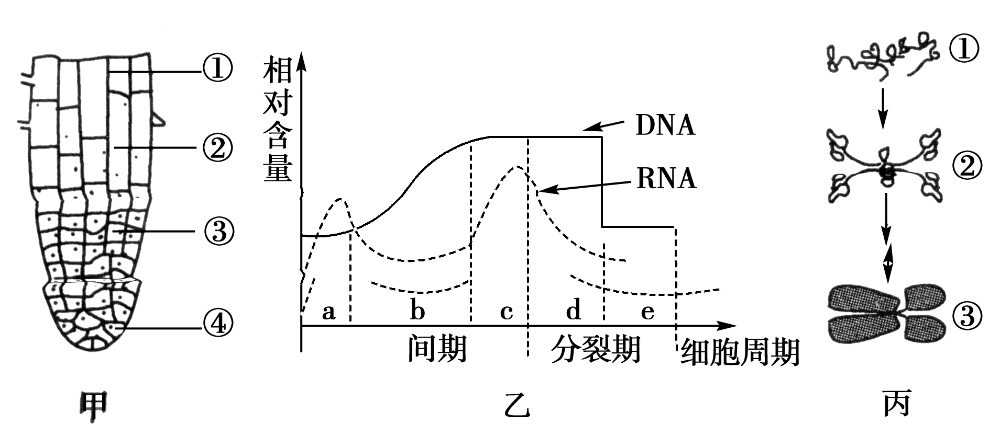 ①
②
③
④
甲
相对含量
DNA
RNA
a b c d e
间期 分裂期 细胞周期
乙
①
②
③
丙